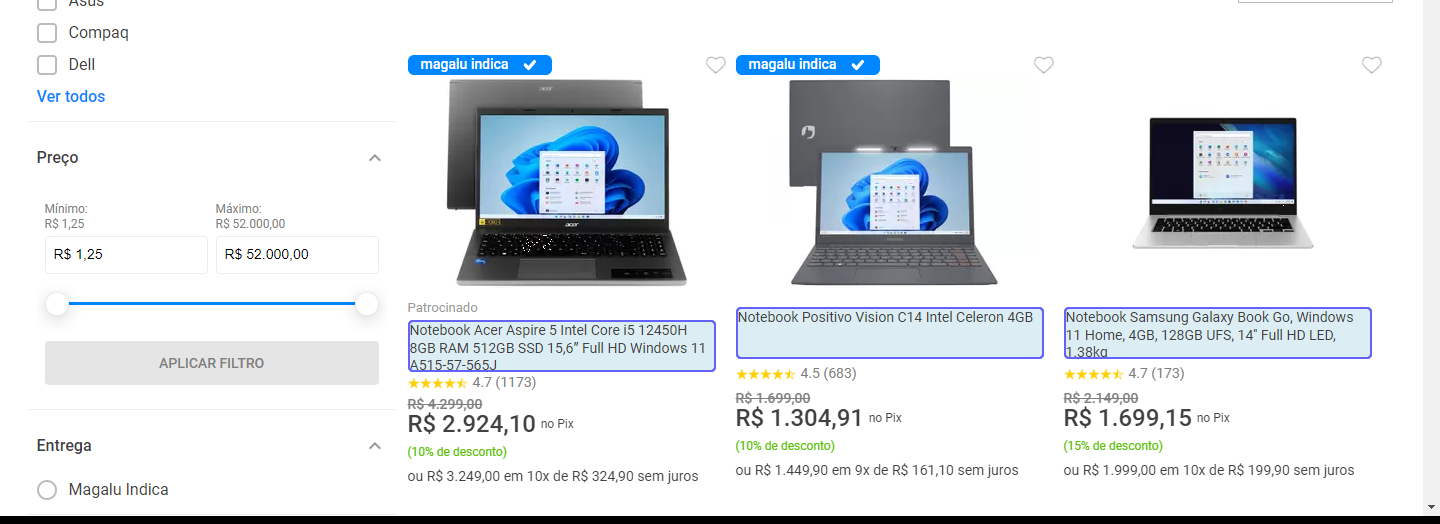 Asus
Compaq
Dell
Ver todos
Preço
Mínimo:
R$ 1,25
Máximo:
R$ 52.000,00
R$ 1,25
R$ 52.000,00
APLICAR FILTRO
Entrega
Magalu Indica
magalu indica
acer
acer
Patrocinado
Notebook Acer Aspire 5 Intel Core i5 12450H
8GB RAM 512GB SSD 15,6” Full HD Windows 11
A515-57-565J
4.7 (1173)
R$ 4.299,00
R$ 2.924,10 no Pix
(10% de desconto)
ou R$ 3.249,00 em 10x de R$ 324,90 sem juros
magalu indica
Notebook Positivo Vision C14 Intel Celeron 4GB
4.5 (683)
R$ 1.699,00
R$ 1.304,91 no Pix
(10% de desconto)
ou R$ 1.449,90 em 9x de R$ 161,10 sem juros
Notebook Samsung Galaxy Book Go, Windows
11 Home, 4GB, 128GB UFS, 14" Full HD LED,
1.38kg
4.7 (173)
R$ 2.149,00
R$ 1.699,15 no Pix
(15% de desconto)
ou R$ 1.999,00 em 10x de R$ 199,90 sem juros